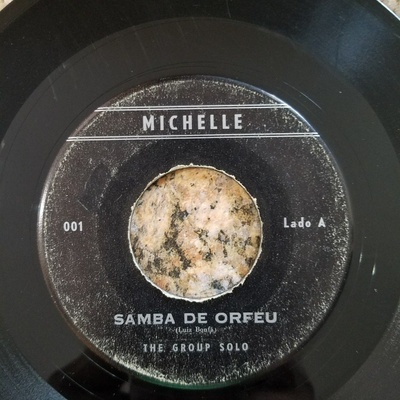 MICHELLE
001
Lado A
SAMBA DE ORFEU
(Luiz Bonfá)
THE GROUP SOLO